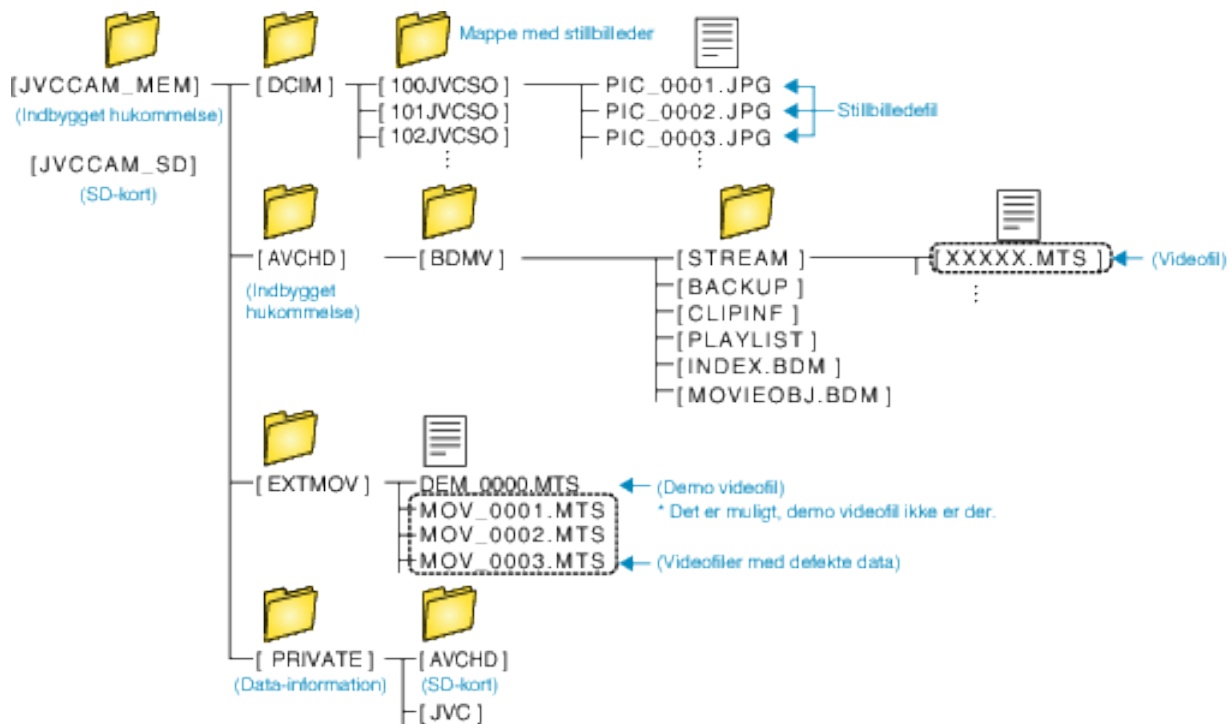 Mappe med stillbilleder
[JVCCAM_MEM] [DCIM] [100JVCSO] PIC_0001.JPG
(Indbygget hukommelse) [101JVCSO] PIC_0002.JPG Stillbilledefil
[102JVCSO] PIC_0003.JPG
[JVCCAM_SD]
(SD-kort)
[AVCHD] [BDMV] [STREAM] [XXXXX.MTS] (Videofil)
(Indbygget
hukommelse)
[BACKUP]
[CLIPINF]
[PLAYLIST]
[INDEX.BDM]
[MOVIEOBJ.BDM]
[EXTMOV] DEM_0000.MTS (Demo videofil)
MOV_0001.MTS * Det er muligt, demo videofil ikke er der.
MOV_0002.MTS
MOV_0003.MTS (Videofiler med defekte data)
[PRIVATE] [AVCHD]
(Data-information) (SD-kort)
[JVC]